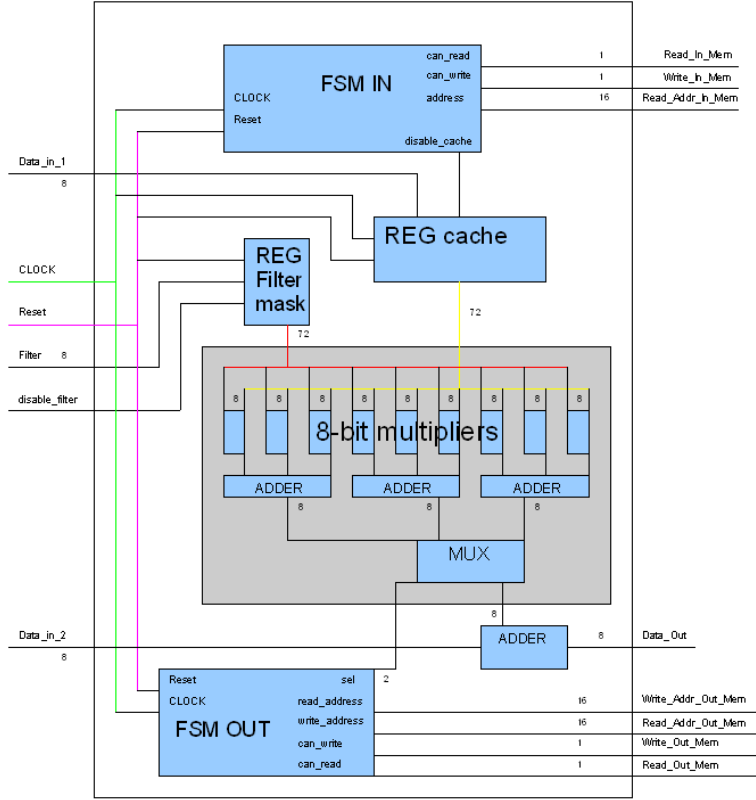 can_read
1
Read_In_Mem
FSM IN
can_write
1
Write_In_Mem
CLOCK
address
16
Read_Addr_In_Mem
Reset
disable_cache
Data_in_1
8
REG cache
REG
Filter
mask
CLOCK
Reset
72
72
Filter 8
disable_filter
8 8 8 8 8 8 8 8 8
8-bit multipliers
ADDER ADDER ADDER
8 8 8
MUX
8
Data_in_2
8
ADDER
8
Data_Out
Reset
sel
2
CLOCK
read_address
16
Write_Addr_Out_Mem
FSM OUT
write_address
16
Read_Addr_Out_Mem
can_write
1
Write_Out_Mem
can_read
1
Read_Out_Mem